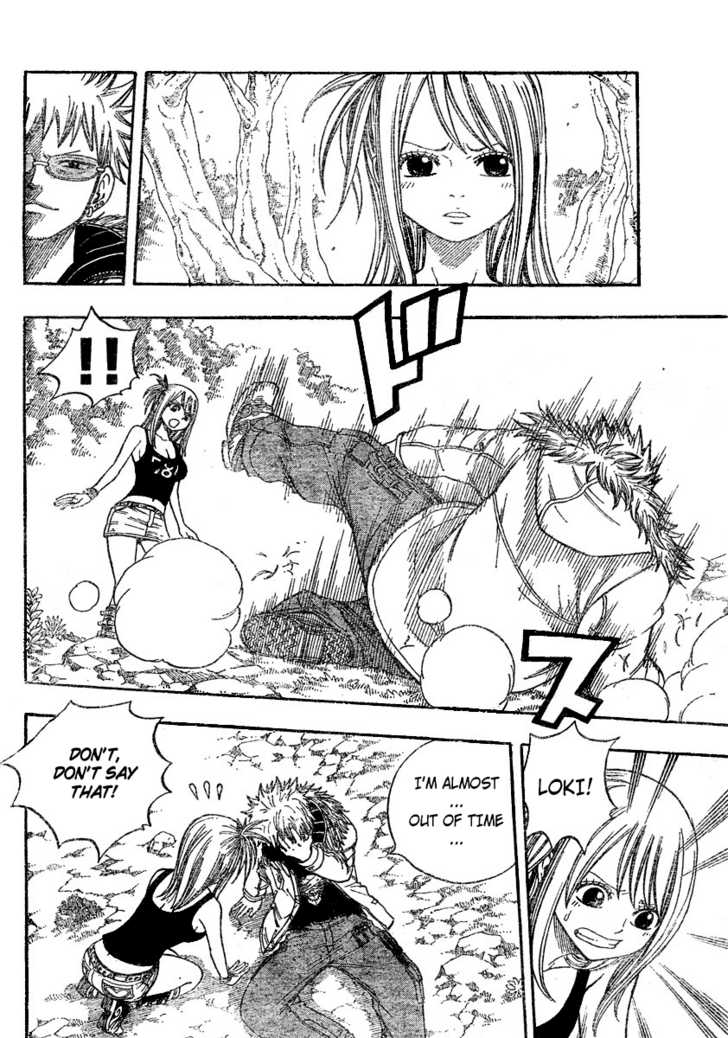 !!
ドス
LOKI!
I'M ALMOST
...
OUT OF TIME
...
DON'T,
DON'T SAY
THAT!